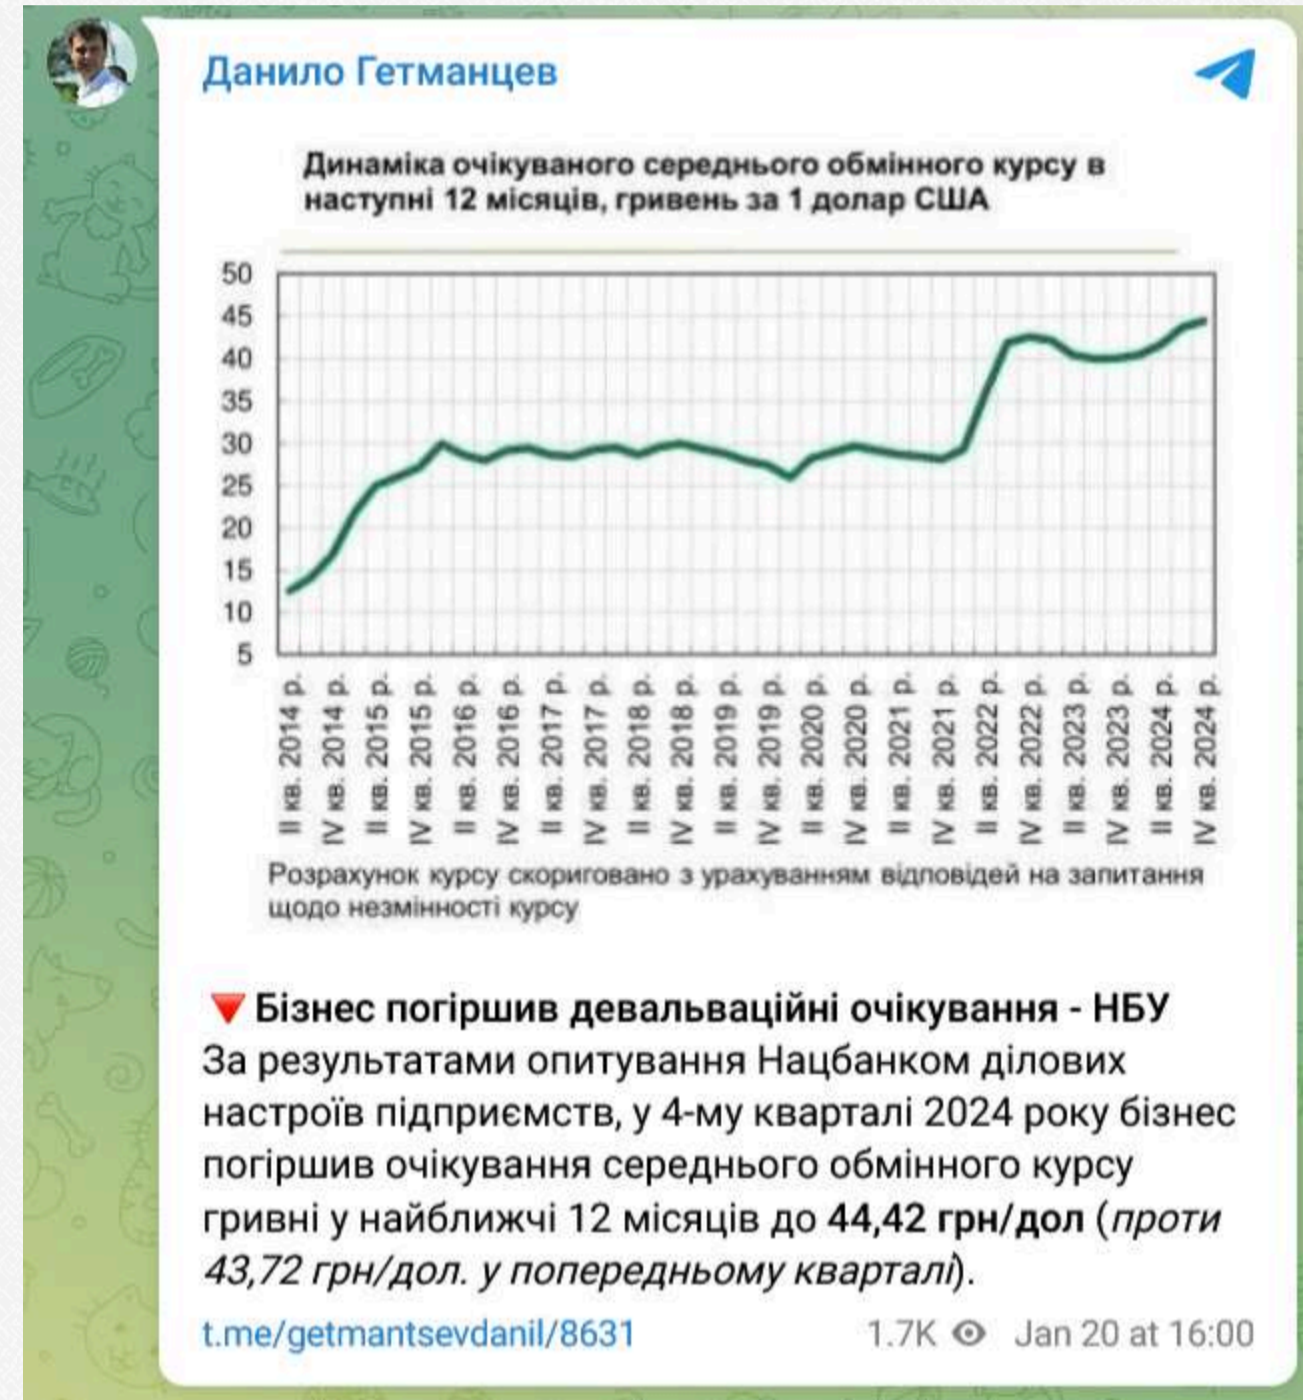 Данило Гетманцев
Динаміка очікуваного середнього обмінного курсу в
наступні 12 місяців, гривень за 1 долар США
50
45
40
35
30
25
20
15
10
5
II кв. 2014 р.
IV кв. 2014 р.
II кв. 2015 р.
IV кв. 2015 р.
II кв. 2016 р.
IV кв. 2016 р.
II кв. 2017 р.
IV кв. 2017 р.
II кв. 2018 р.
IV кв. 2018 р.
II кв. 2019 р.
IV кв. 2019 р.
II кв. 2020 р.
IV кв. 2020 р.
II кв. 2021 р.
IV кв. 2021 р.
II кв. 2022 р.
IV кв. 2022 р.
II кв. 2023 р.
IV кв. 2023 р.
II кв. 2024 р.
IV кв. 2024 р.
Розрахунок курсу скориговано з урахуванням відповідей на запитання
щодо незмінності курсу
🔻Бізнес погіршив девальваційні очікування - НБУ
За результатами опитування Нацбанком ділових
настроїв підприємств, у 4-му кварталі 2024 року бізнес
погіршив очікування середнього обмінного курсу
гривні у найближчі 12 місяців до 44,42 грн/дол (проти
43,72 грн/дол. у попередньому кварталі).
t.me/getmantsevdanil/8631
1.7K Jan 20 at 16:00